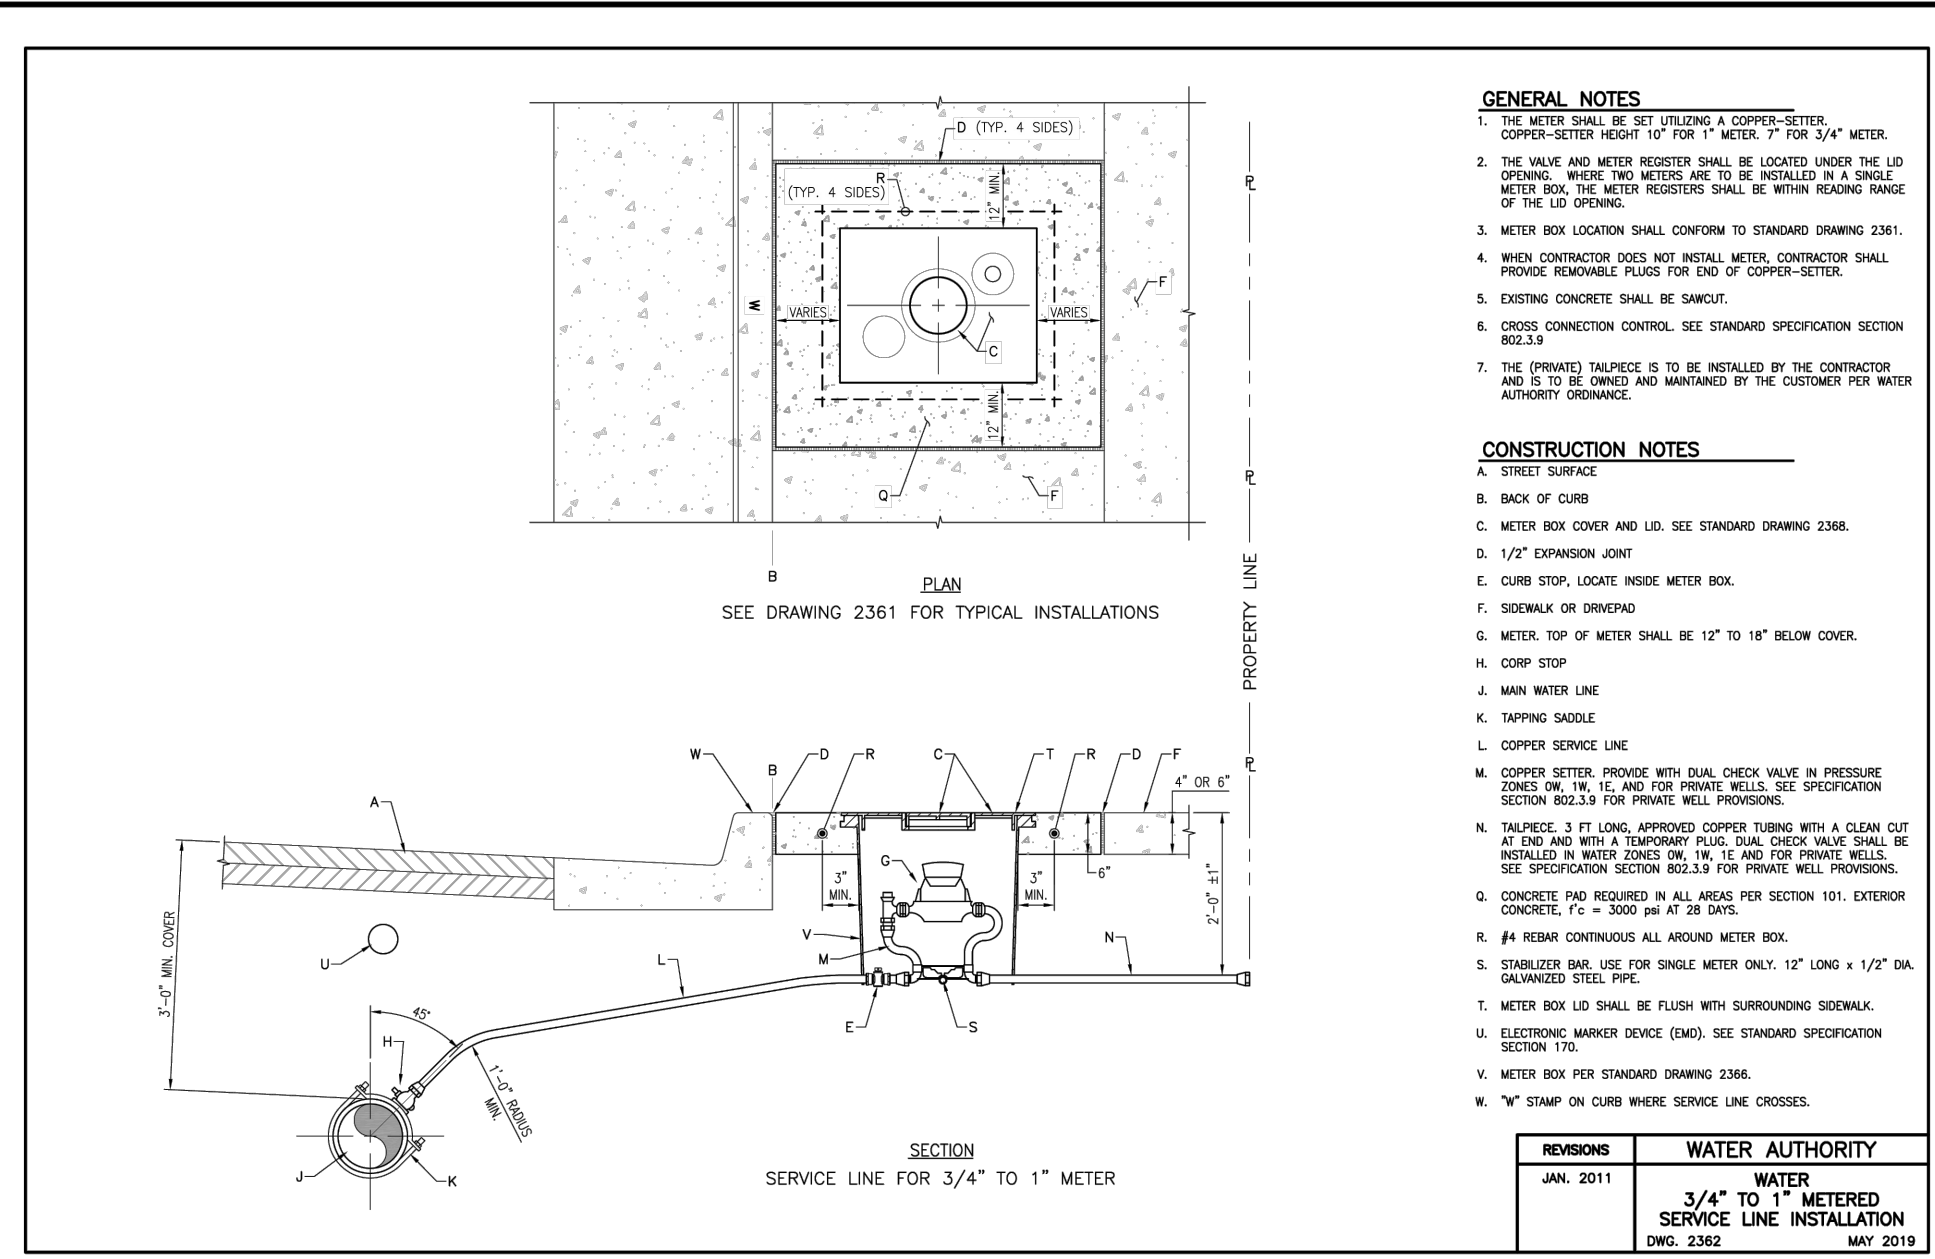 D (TYP. 4 SIDES)
R
(TYP. 4 SIDES)
12" MIN.
F
W
VARIES
VARIES
C
12" MIN.
Q
F
B
PLAN
SEE DRAWING 2361 FOR TYPICAL INSTALLATIONS
PROPERTY LINE
W
D
R
C
T
R
D
F
B
4" OR 6"
A
G
3"
MIN.
3"
MIN.
6"
2'-0" ±1"
3'-0" MIN. COVER
U
V
M
N
L
E
S
45°
H
1'-0" RADIUS
MIN.
J
K
SECTION
SERVICE LINE FOR 3/4" TO 1" METER
GENERAL NOTES
1. THE METER SHALL BE SET UTILIZING A COPPER-SETTER.
COPPER-SETTER HEIGHT 10" FOR 1" METER. 7" FOR 3/4" METER.
2. THE VALVE AND METER REGISTER SHALL BE LOCATED UNDER THE LID
OPENING. WHERE TWO METERS ARE TO BE INSTALLED IN A SINGLE
METER BOX, THE METER REGISTERS SHALL BE WITHIN READING RANGE
OF THE LID OPENING.
3. METER BOX LOCATION SHALL CONFORM TO STANDARD DRAWING 2361.
4. WHEN CONTRACTOR DOES NOT INSTALL METER, CONTRACTOR SHALL
PROVIDE REMOVABLE PLUGS FOR END OF COPPER-SETTER.
5. EXISTING CONCRETE SHALL BE SAWCUT.
6. CROSS CONNECTION CONTROL. SEE STANDARD SPECIFICATION SECTION
802.3.9
7. THE (PRIVATE) TAILPIECE IS TO BE INSTALLED BY THE CONTRACTOR
AND IS TO BE OWNED AND MAINTAINED BY THE CUSTOMER PER WATER
AUTHORITY ORDINANCE.
CONSTRUCTION NOTES
A. STREET SURFACE
B. BACK OF CURB
C. METER BOX COVER AND LID. SEE STANDARD DRAWING 2368.
D. 1/2" EXPANSION JOINT
E. CURB STOP, LOCATE INSIDE METER BOX.
F. SIDEWALK OR DRIVEPAD
G. METER. TOP OF METER SHALL BE 12" TO 18" BELOW COVER.
H. CORP STOP
J. MAIN WATER LINE
K. TAPPING SADDLE
L. COPPER SERVICE LINE
M. COPPER SETTER. PROVIDE WITH DUAL CHECK VALVE IN PRESSURE
ZONES 0W, 1W, 1E, AND FOR PRIVATE WELLS. SEE SPECIFICATION
SECTION 802.3.9 FOR PRIVATE WELL PROVISIONS.
N. TAILPIECE. 3 FT LONG, APPROVED COPPER TUBING WITH A CLEAN CUT
AT END AND WITH A TEMPORARY PLUG. DUAL CHECK VALVE SHALL BE
INSTALLED IN WATER ZONES 0W, 1W, 1E AND FOR PRIVATE WELLS.
SEE SPECIFICATION SECTION 802.3.9 FOR PRIVATE WELL PROVISIONS.
Q. CONCRETE PAD REQUIRED IN ALL AREAS PER SECTION 101. EXTERIOR
CONCRETE, f'c = 3000 psi AT 28 DAYS.
R. #4 REBAR CONTINUOUS ALL AROUND METER BOX.
S. STABILIZER BAR. USE FOR SINGLE METER ONLY. 12" LONG x 1/2" DIA.
GALVANIZED STEEL PIPE.
T. METER BOX LID SHALL BE FLUSH WITH SURROUNDING SIDEWALK.
U. ELECTRONIC MARKER DEVICE (EMD). SEE STANDARD SPECIFICATION
SECTION 170.
V. METER BOX PER STANDARD DRAWING 2366.
W. "W" STAMP ON CURB WHERE SERVICE LINE CROSSES.
REVISIONS
JAN. 2011
WATER AUTHORITY
WATER
3/4" TO 1" METERED
SERVICE LINE INSTALLATION
DWG. 2362 MAY 2019